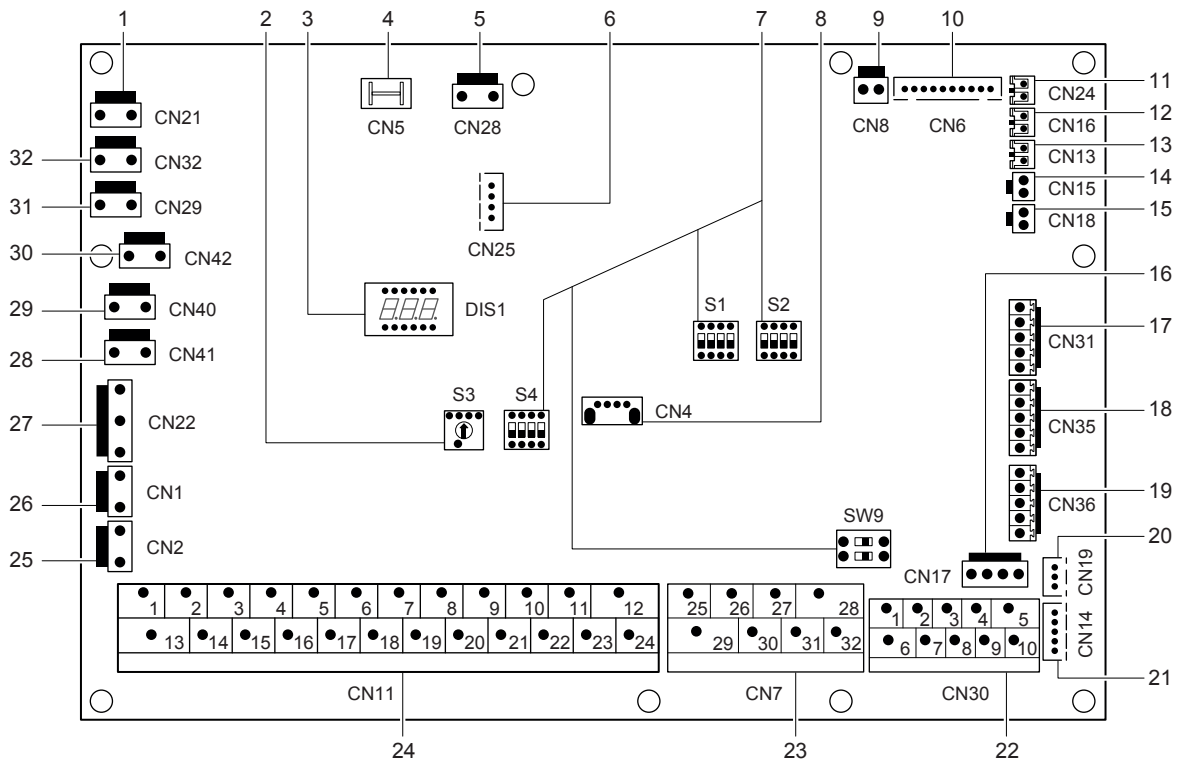 1 2 3 4 5 6 7 8 9 10
CN21
CN5
CN28
CN8
CN6
CN24 11
CN16 12
CN13 13
CN15 14
CN18 15
32 CN32
31 CN29
30 CN42
CN25
16
29 CN40
DIS1
8.8.8.
S1 S2
CN31 17
28 CN41
27 CN22
S3 S4
CN4
CN35 18
26 CN1
CN36 19
SW9
20
25 CN2
CN17
CN19
1 2 3 4 5 6 7 8 9 10 11 12
13 14 15 16 17 18 19 20 21 22 23 24
25 26 27 28
29 30 31 32
1 2 3 4 5
6 7 8 9 10
CN14
CN11
CN7
CN30
21
24
23
22